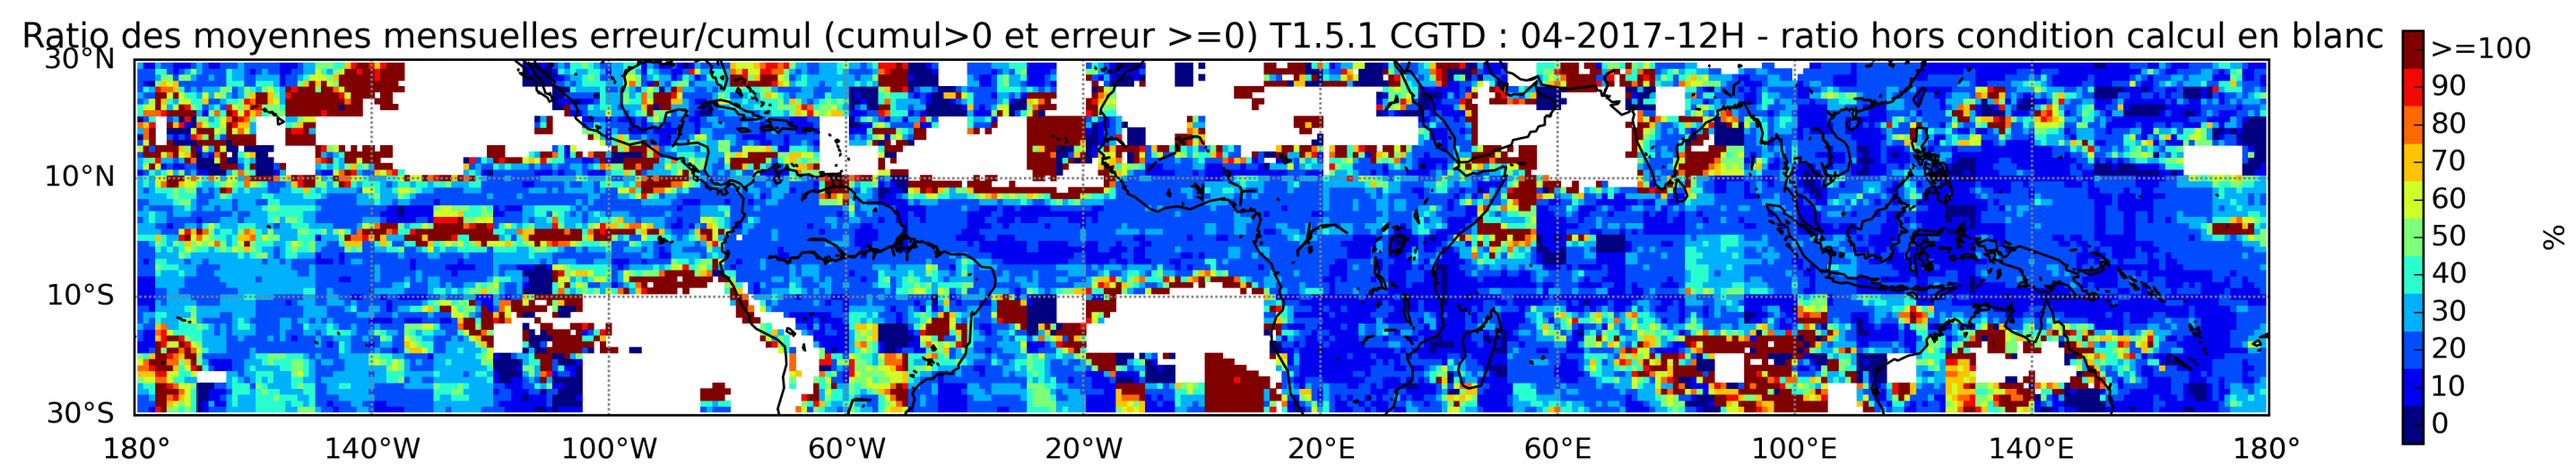 Ratio des moyennes mensuelles erreur/cumul (cumul>0 et erreur >=0) T1.5.1 CGTD : 04-2017-12H - ratio hors condition calcul en blanc
30°N
10°N
10°S
30°S
180°
140°W
100°W
60°W
20°W
20°E
60°E
100°E
140°E
180°
>=100
90
80
70
60
50
40
30
20
10
0
%